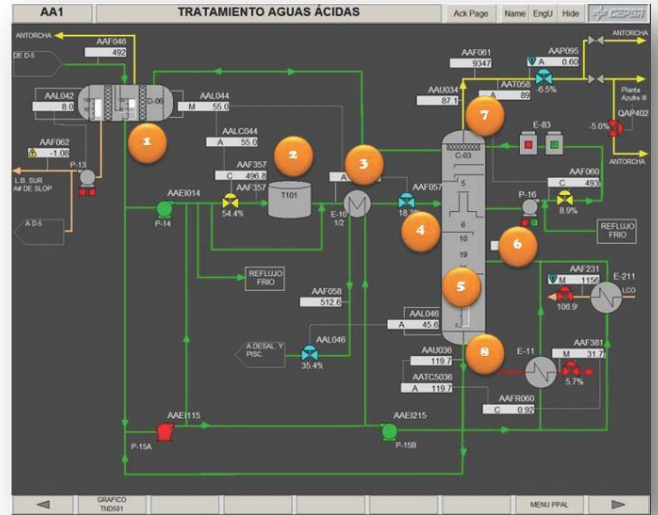 AA1
TRATAMIENTO AGUAS ÁCIDAS
Ack Page
Name
EngU
Hide
CEPSA
ANTORCHA
AAF046
492
DE D-5
AAL042
8.0
D-06
AAL044
M 55.0
AALC044
A 55.0
AAF357
C 496.8
AAF357
54.4%
AAF062
-1.08
P-13
L.B. SUR
A# DE SLOP
A D-5
1
2
3
T101
A
E-10
1/2
AAEI014
P-14
REFLUJO
FRIO
AAF057
18.3%
4
AAF061
9347
AAU034
87.1
7
AAT058
A 89
AAP095
A 0.60
-6.5%
ANTORCHA
ANTORCHA
Planta
Azufre III
QAP402
-5.0%
ANTORCHA
E-83
C-03
5
6
10
19
5
6
P-16
AAF060
C 493
8.9%
REFLUJO
FRIO
AAF231
M 1156
106.9
E-211
LCO
AAF058
512.6
A DESAL. Y
PISC.
AAL046
35.4%
AAL046
A 45.6
AAU036
119.7
AATC5036
A 119.7
8
E-11
AAF381
M 31.7
5.7%
AAFR060
C 0.92
AAEI115
P-15A
AAEI215
P-15B
GRAFICO
TND501
MENU PPAL